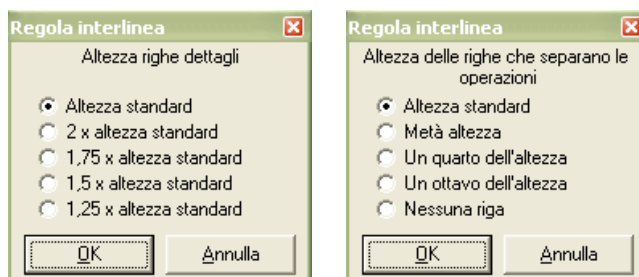 Regola interlinea
Altezza righe dettagli
Altezza standard
2 x altezza standard
1,75 x altezza standard
1,5 x altezza standard
1,25 x altezza standard
OK
Annulla
Regola interlinea
Altezza delle righe che separano le
operazioni
Altezza standard
Metà altezza
Un quarto dell'altezza
Un ottavo dell'altezza
Nessuna riga
OK
Annulla